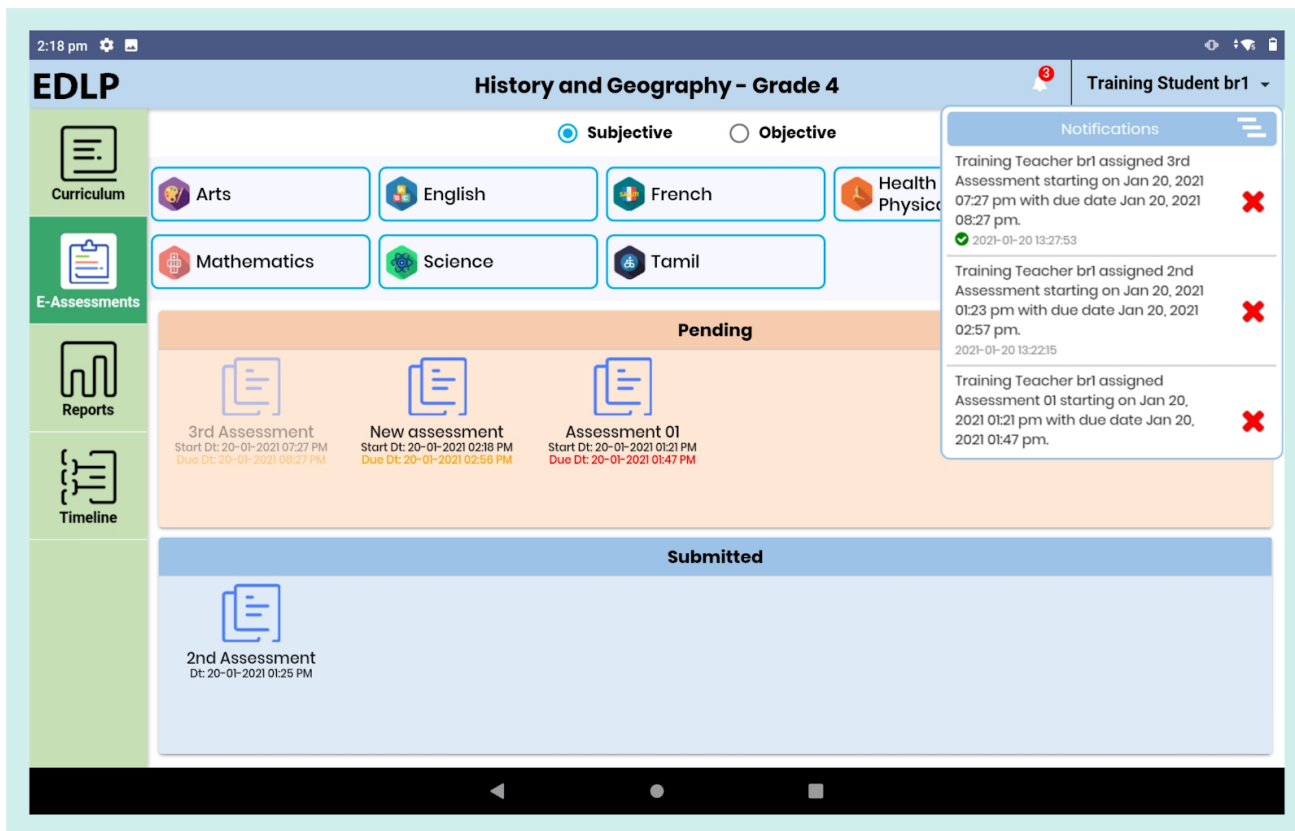 2:18 pm
EDLP
History and Geography - Grade 4
3
Training Student br1
Curriculum
E-Assessments
Reports
Timeline
Subjective
Objective
Arts
English
French
Health
Mathematics
Science
Tamil
Notifications
Training Teacher br1 assigned 3rd
Assessment starting on Jan 20, 2021
07:27 pm with due date Jan 20, 2021
08:27 pm.
2021-01-20 13:27:53
Training Teacher br1 assigned 2nd
Assessment starting on Jan 20, 2021
01:23 pm with due date Jan 20, 2021
02:57 pm.
2021-01-20 13:22:15
Training Teacher br1 assigned
Assessment 01 starting on Jan 20,
2021 01:21 pm with due date Jan 20,
2021 01:47 pm.
Pending
3rd Assessment
Start Dt: 20-01-2021 07:27 PM
Due Dt: 20-01-2021 08:27 PM
New assessment
Start Dt: 20-01-2021 02:18 PM
Due Dt: 20-01-2021 02:56 PM
Assessment 01
Start Dt: 20-01-2021 01:21 PM
Due Dt: 20-01-2021 01:47 PM
Submitted
2nd Assessment
Dt: 20-01-2021 01:25 PM